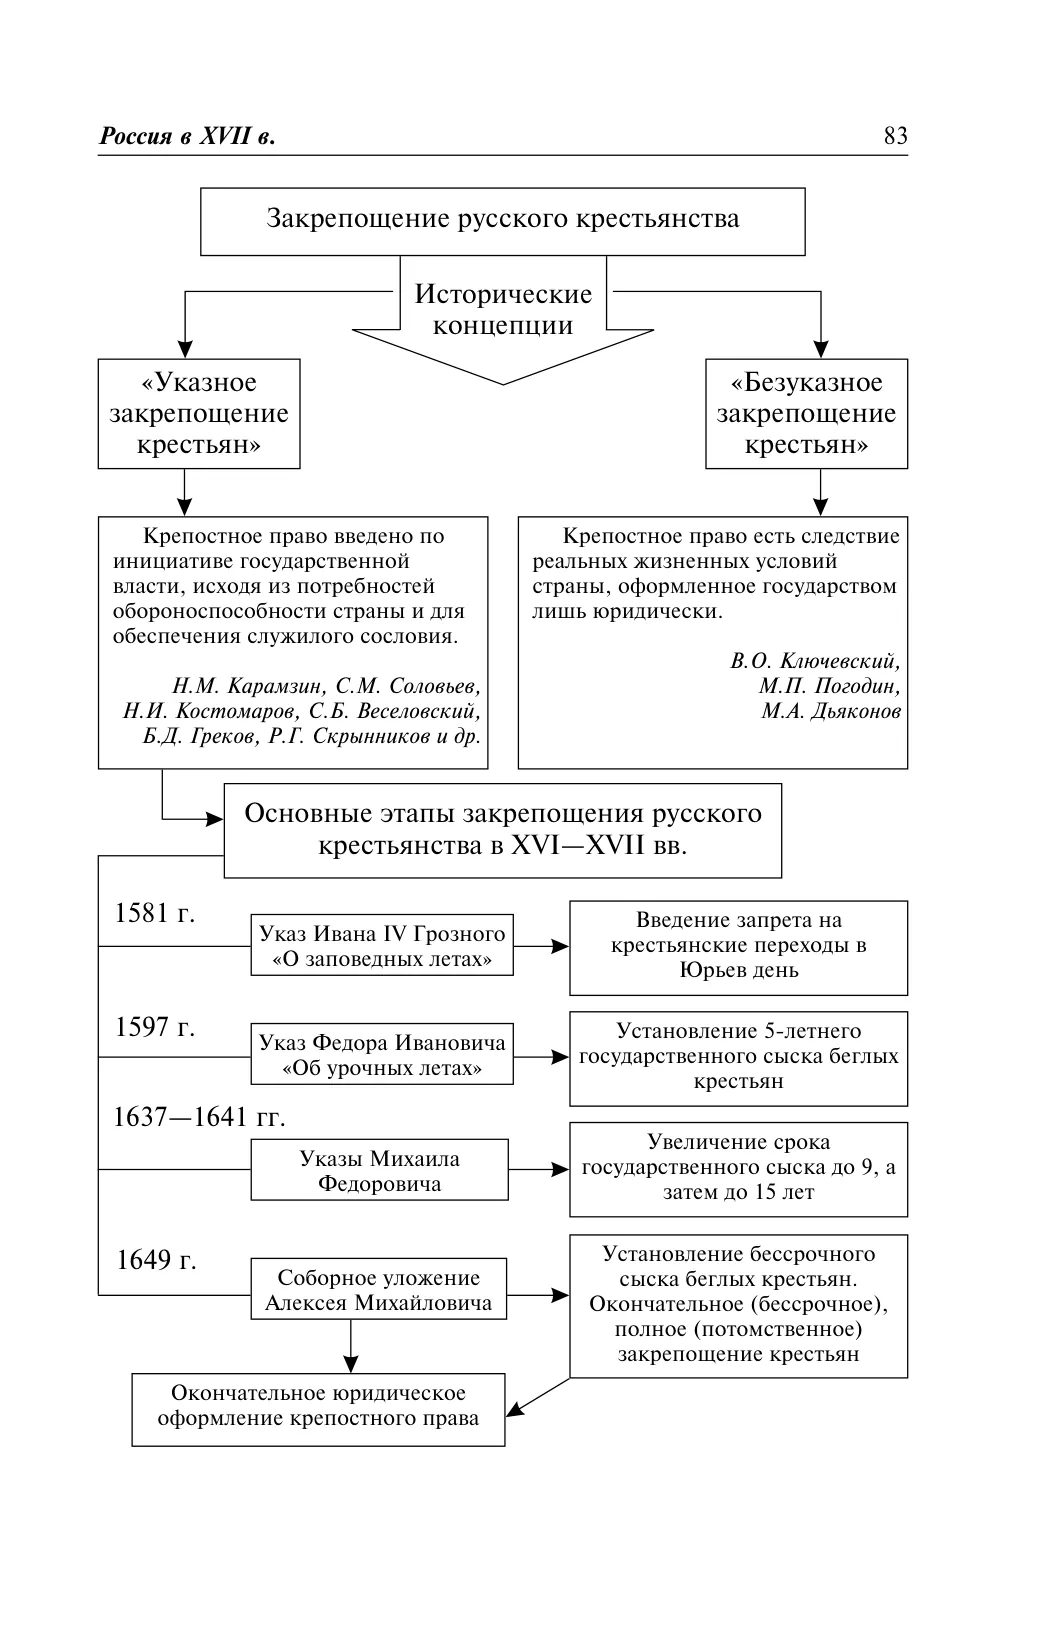 Россия в XVII в.
83
Закрепощение русского крестьянства
Исторические
концепции
«Указное
закрепощение
крестьян»
«Безуказное
закрепощение
крестьян»
Крепостное право введено по
инициативе государственной
власти, исходя из потребностей
обороноспособности страны и для
обеспечения служилого сословия.
Н.М. Карамзин, С.М. Соловьев,
Н.И. Костомаров, С.Б. Веселовский,
Б.Д. Греков, Р.Г. Скрынников и др.
Крепостное право есть следствие
реальных жизненных условий
страны, оформленное государством
лишь юридически.
В.О. Ключевский,
М.П. Погодин,
М.А. Дьяконов
Основные этапы закрепощения русского
крестьянства в XVI—XVII вв.
1581 г.
Указ Ивана IV Грозного
«О заповедных летах»
Введение запрета на
крестьянские переходы в
Юрьев день
1597 г.
Указ Федора Ивановича
«Об урочных летах»
Установление 5-летнего
государственного сыска беглых
крестьян
1637—1641 гг.
Указы Михаила
Федоровича
Увеличение срока
государственного сыска до 9, а
затем до 15 лет
1649 г.
Соборное уложение
Алексея Михайловича
Установление бессрочного
сыска беглых крестьян.
Окончательное (бессрочное),
полное (потомственное)
закрепощение крестьян
Окончательное юридическое
оформление крепостного права